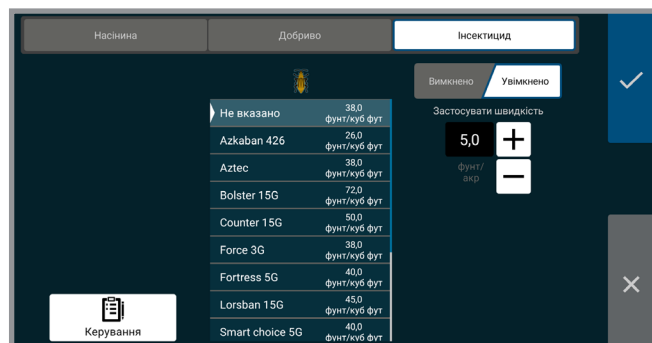 Насінина
Добриво
Інсектицид
Вимкнено
Увімкнено
Не вказано
38,0
фунт/куб фут
Azkaban 426
26,0
фунт/куб фут
Aztec
38,0
фунт/куб фут
Bolster 15G
72,0
фунт/куб фут
Counter 15G
50,0
фунт/куб фут
Force 3G
38,0
фунт/куб фут
Fortress 5G
40,0
фунт/куб фут
Lorsban 15G
45,0
фунт/куб фут
Smart choice 5G
40,0
фунт/куб фут
Застосувати швидкість
5,0
фунт/
акр
Керування